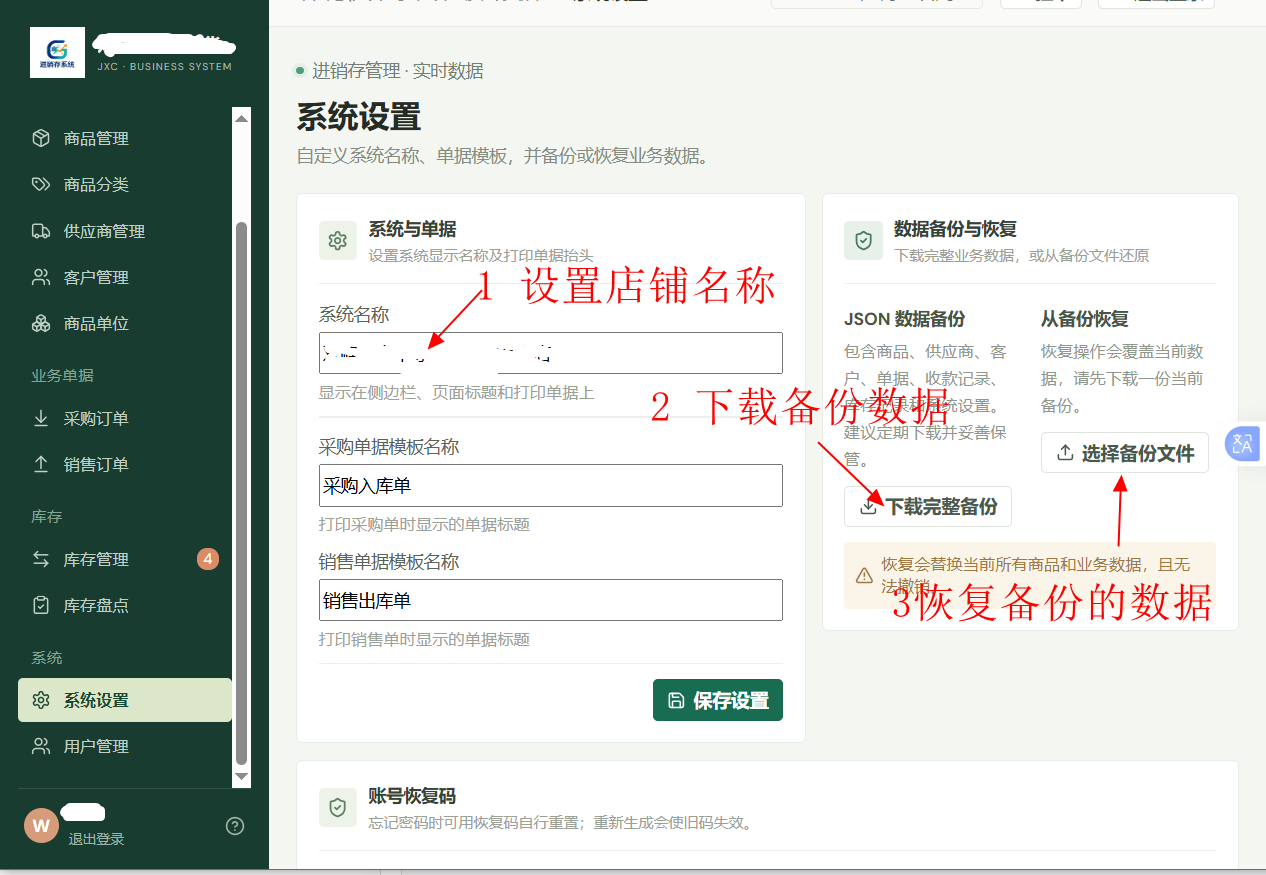 进销存系统
JXC · BUSINESS SYSTEM
商品管理
商品分类
供应商管理
客户管理
商品单位
业务单据
采购订单
销售订单
库存
库存管理
4
库存盘点
系统
系统设置
用户管理
W
退出登录
进销存管理 · 实时数据
系统设置
自定义系统名称、单据模板，并备份或恢复业务数据。
系统与单据
设置系统显示名称及打印单据抬头
1 设置店铺名称
系统名称
显示在侧边栏、页面标题和打印单据上
采购单据模板名称
采购入库单
打印采购单时显示的单据标题
销售单据模板名称
销售出库单
打印销售单时显示的单据标题
保存设置
数据备份与恢复
下载完整业务数据，或从备份文件还原
JSON 数据备份
包含商品、供应商、客
户、单据、收款记录、
库存记录和系统设置。
建议定期下载并妥善保
管。
2 下载备份数据
下载完整备份
从备份恢复
恢复操作会覆盖当前数
据，请先下载一份当前
备份。
选择备份文件
恢复会替换当前所有商品和业务数据，且无
法撤销
3恢复备份的数据
账号恢复码
忘记密码时可用恢复码自行重置；重新生成会使旧码失效。